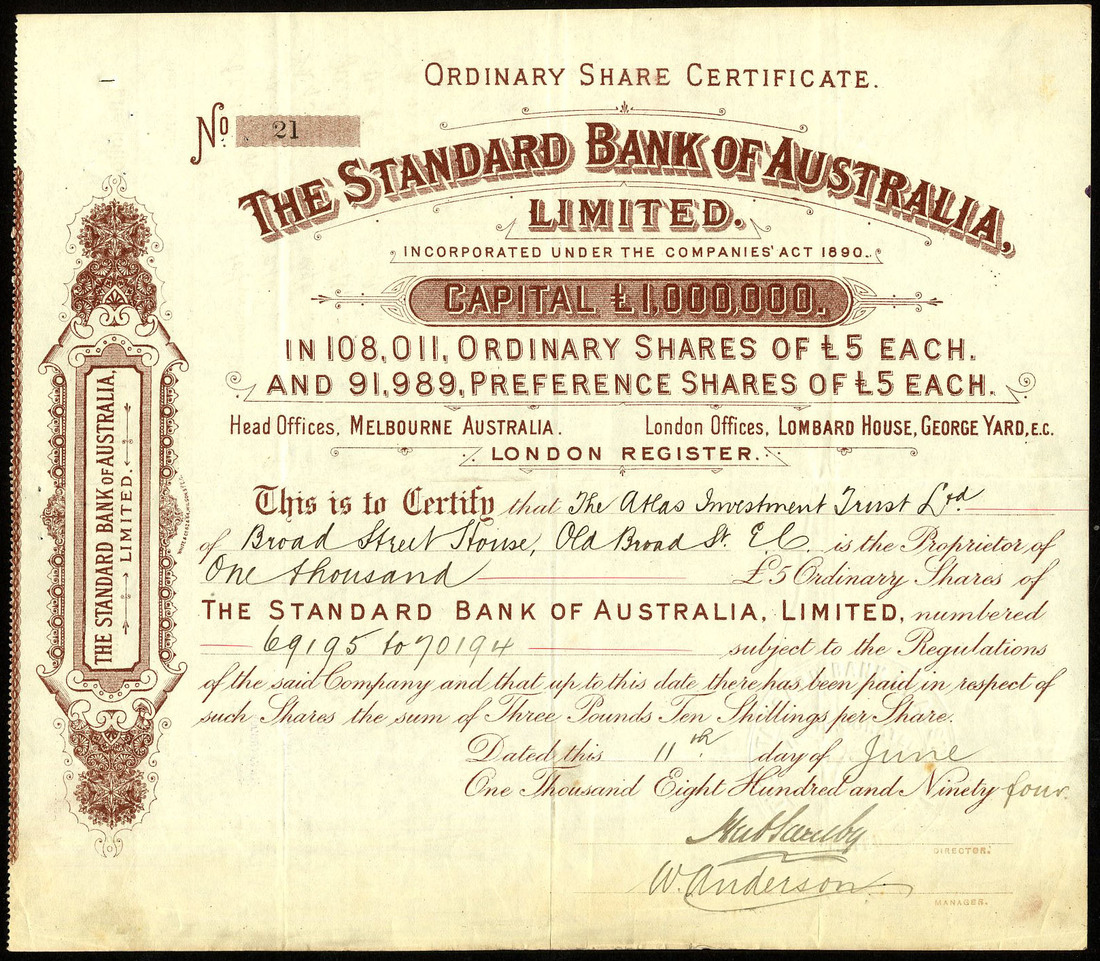 ORDINARY SHARE CERTIFICATE.
No 21
THE STANDARD BANK OF AUSTRALIA,
LIMITED.
INCORPORATED UNDER THE COMPANIES' ACT 1890.
CAPITAL £1,000,000.
IN 108,011, ORDINARY SHARES OF £5 EACH.
AND 91,989, PREFERENCE SHARES OF £5 EACH.
Head Offices, MELBOURNE AUSTRALIA. London Offices, LOMBARD HOUSE, GEORGE YARD, E.C.
LONDON REGISTER.
This is to Certify that The Atlas Investment Trust Ltd
of Broad Street House, Old Broad St. E.C. is the Proprietor of
One thousand £5 Ordinary Shares of
THE STANDARD BANK OF AUSTRALIA, LIMITED, numbered
69195 to 70194 subject to the Regulations
of the said Company and that up to this date there has been paid in respect of
such Shares the sum of Three Pounds Ten Shillings per Share.
Dated this 11th day of June
One Thousand Eight Hundred and Ninety four.
DIRECTOR.
W. Anderson
MANAGER.
THE STANDARD BANK OF AUSTRALIA,
LIMITED.